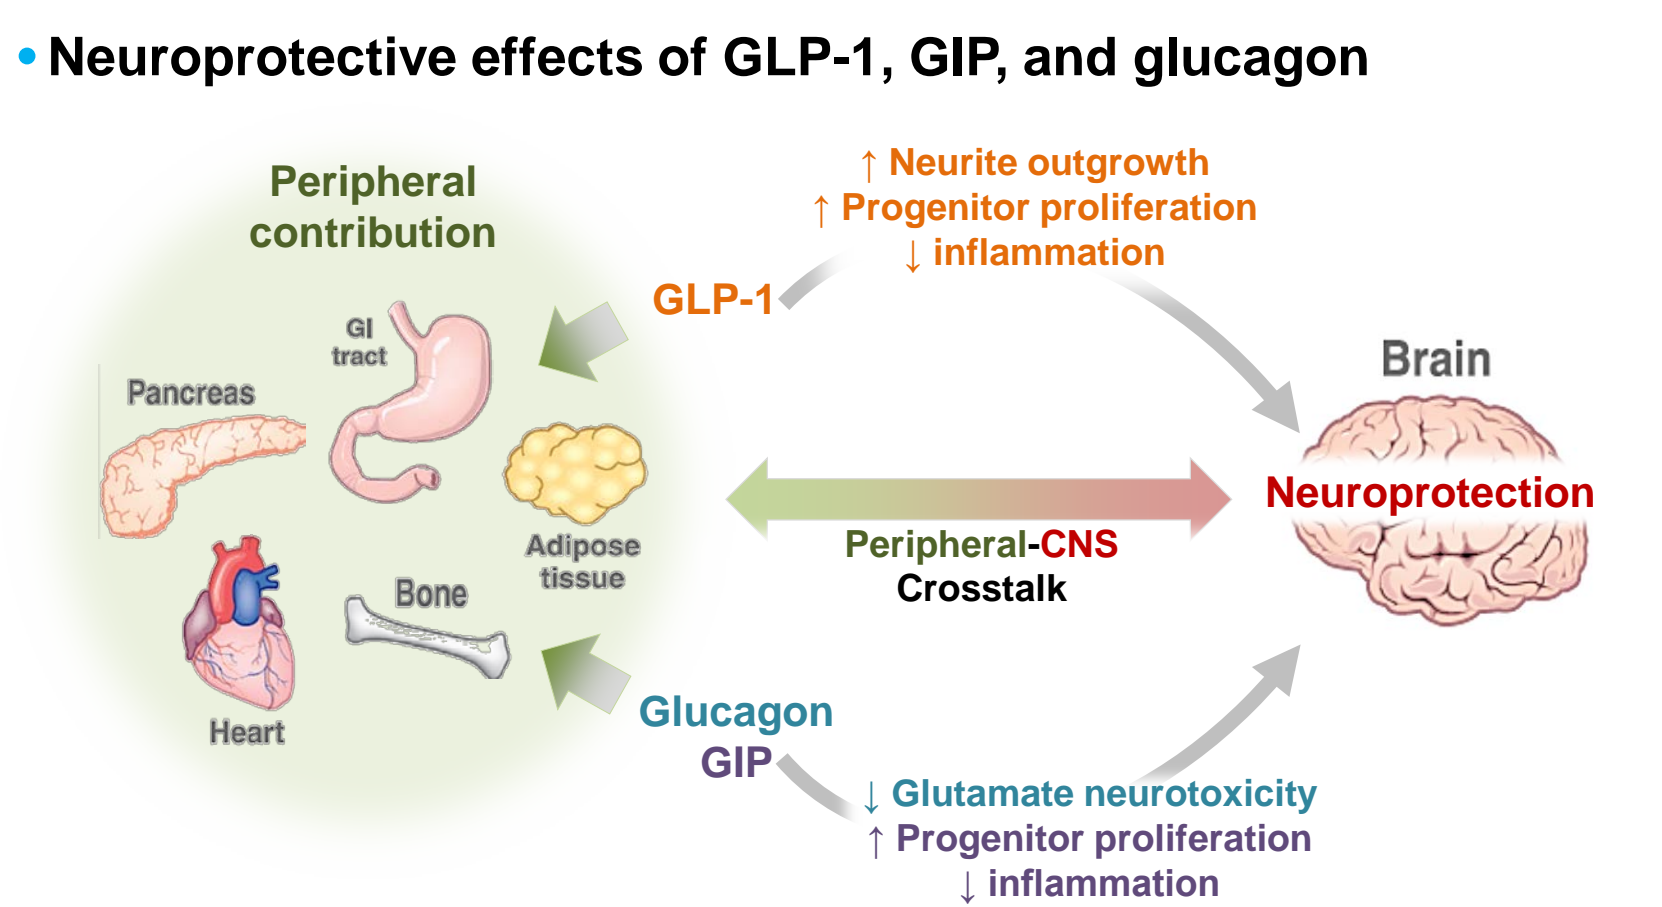 • Neuroprotective effects of GLP-1, GIP, and glucagon
Peripheral
contribution
GI
tract
Pancreas
Adipose
tissue
Bone
Heart
↑ Neurite outgrowth
↑ Progenitor proliferation
↓ inflammation
GLP-1
Peripheral-CNS
Crosstalk
Brain
Neuroprotection
Glucagon
GIP
↓ Glutamate neurotoxicity
↑ Progenitor proliferation
↓ inflammation